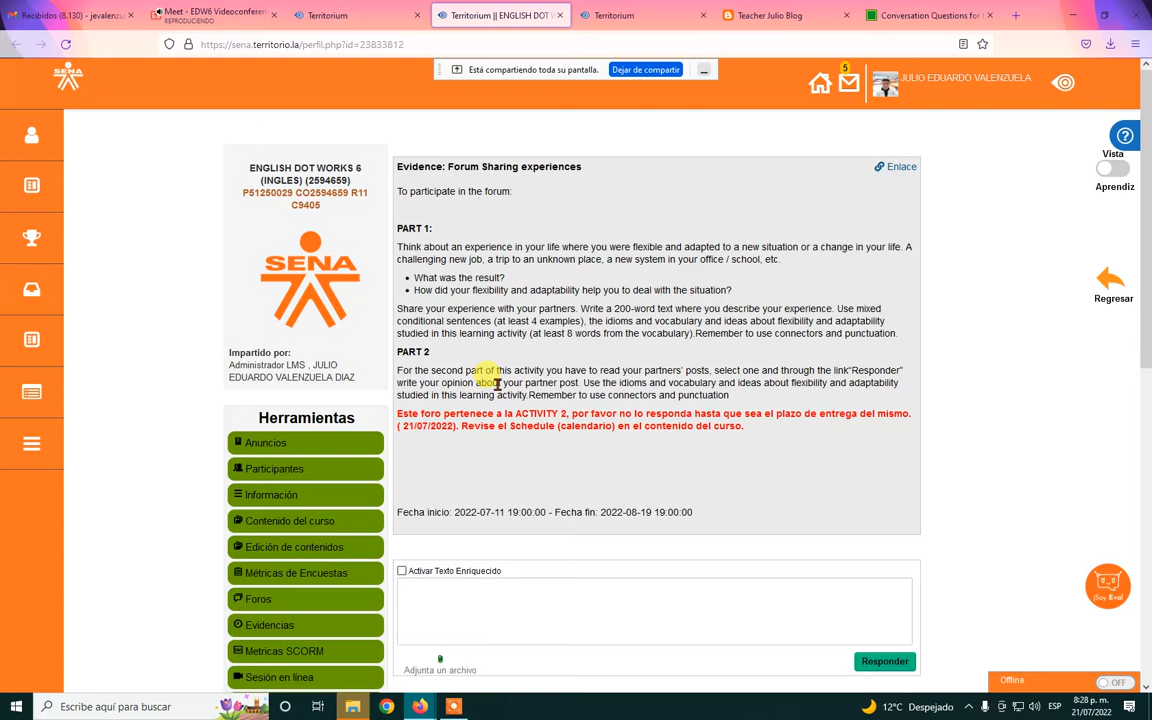 Recibidos (8.130) - jevalenzu
Meet - EDW6 Videoconferen
REPRODUCIENDO
Territorium
Territorium || ENGLISH DOT W
Territorium
Teacher Julio Blog
Conversation Questions for
https://sena.territorio.la/perfil.php?id=23833812
Está compartiendo toda su pantalla.
Dejar de compartir
SENA
5
JULIO EDUARDO VALENZUELA
Vista
Aprendiz
Regresar
ENGLISH DOT WORKS 6
(INGLES) (2594659)
P51250029 CO2594659 R11
C9405
SENA
Impartido por:
Administrador LMS , JULIO
EDUARDO VALENZUELA DIAZ
Herramientas
Anuncios
Participantes
Información
Contenido del curso
Edición de contenidos
Métricas de Encuestas
Foros
Evidencias
Metricas SCORM
Sesión en línea
Evidence: Forum Sharing experiences
Enlace
To participate in the forum:
PART 1:
Think about an experience in your life where you were flexible and adapted to a new situation or a change in your life. A
challenging new job, a trip to an unknown place, a new system in your office / school, etc.
• What was the result?
• How did your flexibility and adaptability help you to deal with the situation?
Share your experience with your partners. Write a 200-word text where you describe your experience. Use mixed
conditional sentences (at least 4 examples), the idioms and vocabulary and ideas about flexibility and adaptability
studied in this learning activity (at least 8 words from the vocabulary).Remember to use connectors and punctuation.
PART 2
For the second part of this activity you have to read your partners' posts, select one and through the link“Responder”
write your opinion about your partner post. Use the idioms and vocabulary and ideas about flexibility and adaptability
studied in this learning activity.Remember to use connectors and punctuation
Este foro pertenece a la ACTIVITY 2, por favor no lo responda hasta que sea el plazo de entrega del mismo.
( 21/07/2022). Revise el Schedule (calendario) en el contenido del curso.
Fecha inicio: 2022-07-11 19:00:00 - Fecha fin: 2022-08-19 19:00:00
Activar Texto Enriquecido
Adjunta un archivo
Responder
¡Soy Eva!
Offline
OFF
Escribe aquí para buscar
12°C Despejado
ESP
8:28 p. m.
21/07/2022